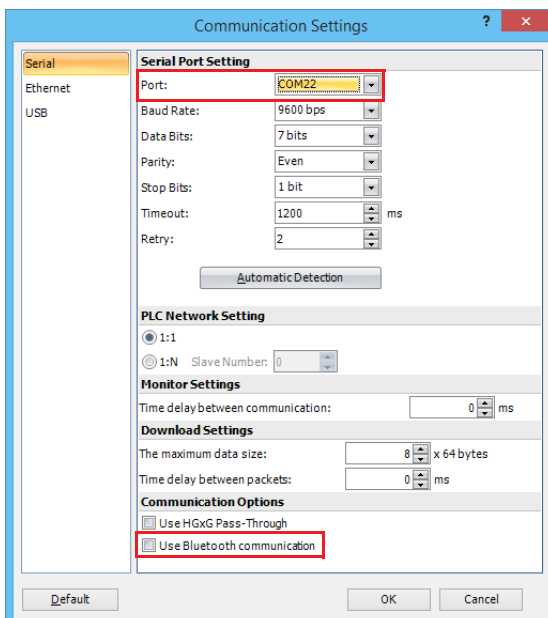 Communication Settings ? ×
Serial
Ethernet
USB
Serial Port Setting
Port: COM22
Baud Rate: 9600 bps
Data Bits: 7 bits
Parity: Even
Stop Bits: 1 bit
Timeout: 1200 ms
Retry: 2
Automatic Detection
PLC Network Setting
1:1
1:N Slave Number: 0
Monitor Settings
Time delay between communication: 0 ms
Download Settings
The maximum data size: 8 x 64 bytes
Time delay between packets: 0 ms
Communication Options
Use HGxG Pass-Through
Use Bluetooth communication
Default OK Cancel